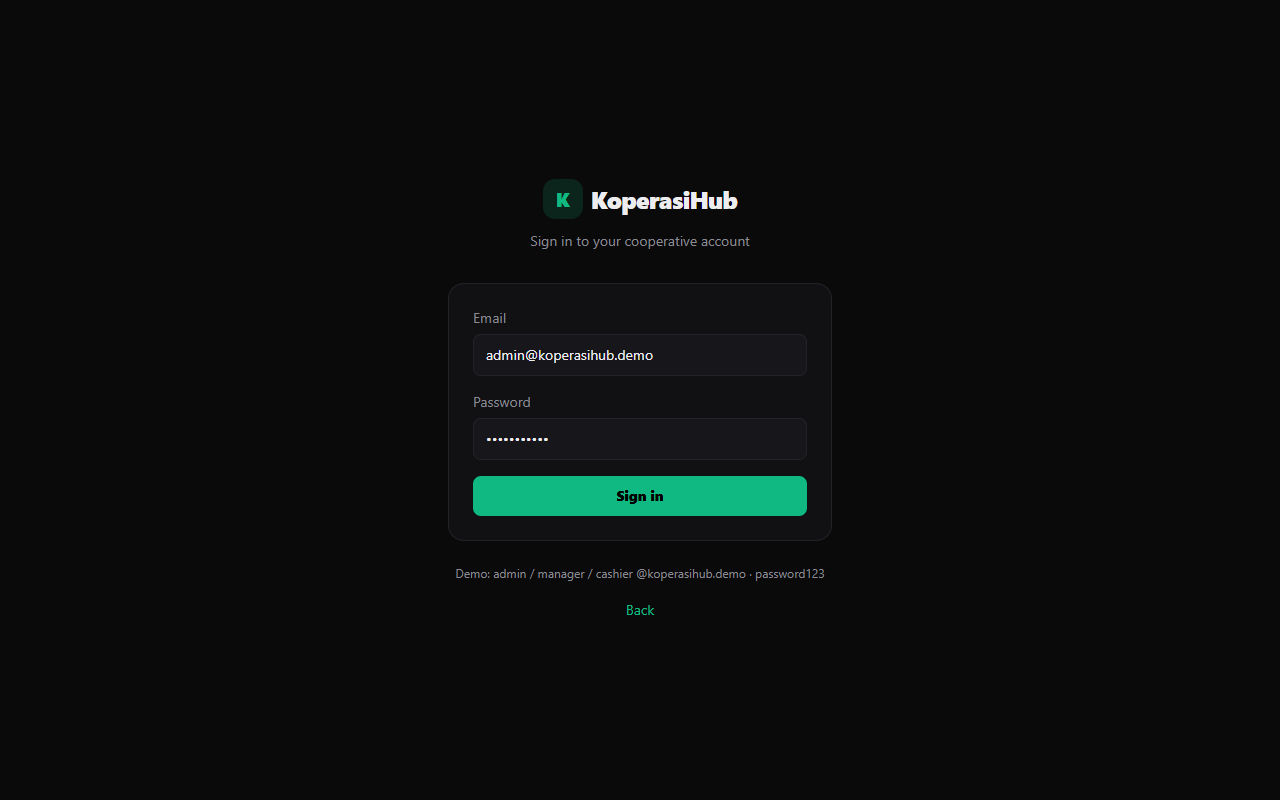 K KoperasiHub
Sign in to your cooperative account
Email
admin@koperasihub.demo
Password
•••••••••••
Sign in
Demo: admin / manager / cashier @koperasihub.demo · password123
Back